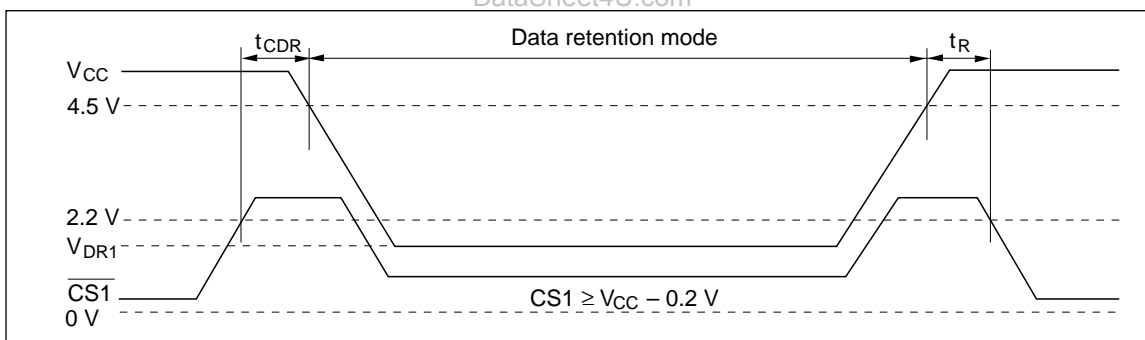 DataSheet4U.com
tCDR
Data retention mode
tR
VCC
4.5 V
2.2 V
VDR1
CS1
CS1 ≥ VCC – 0.2 V
0 V